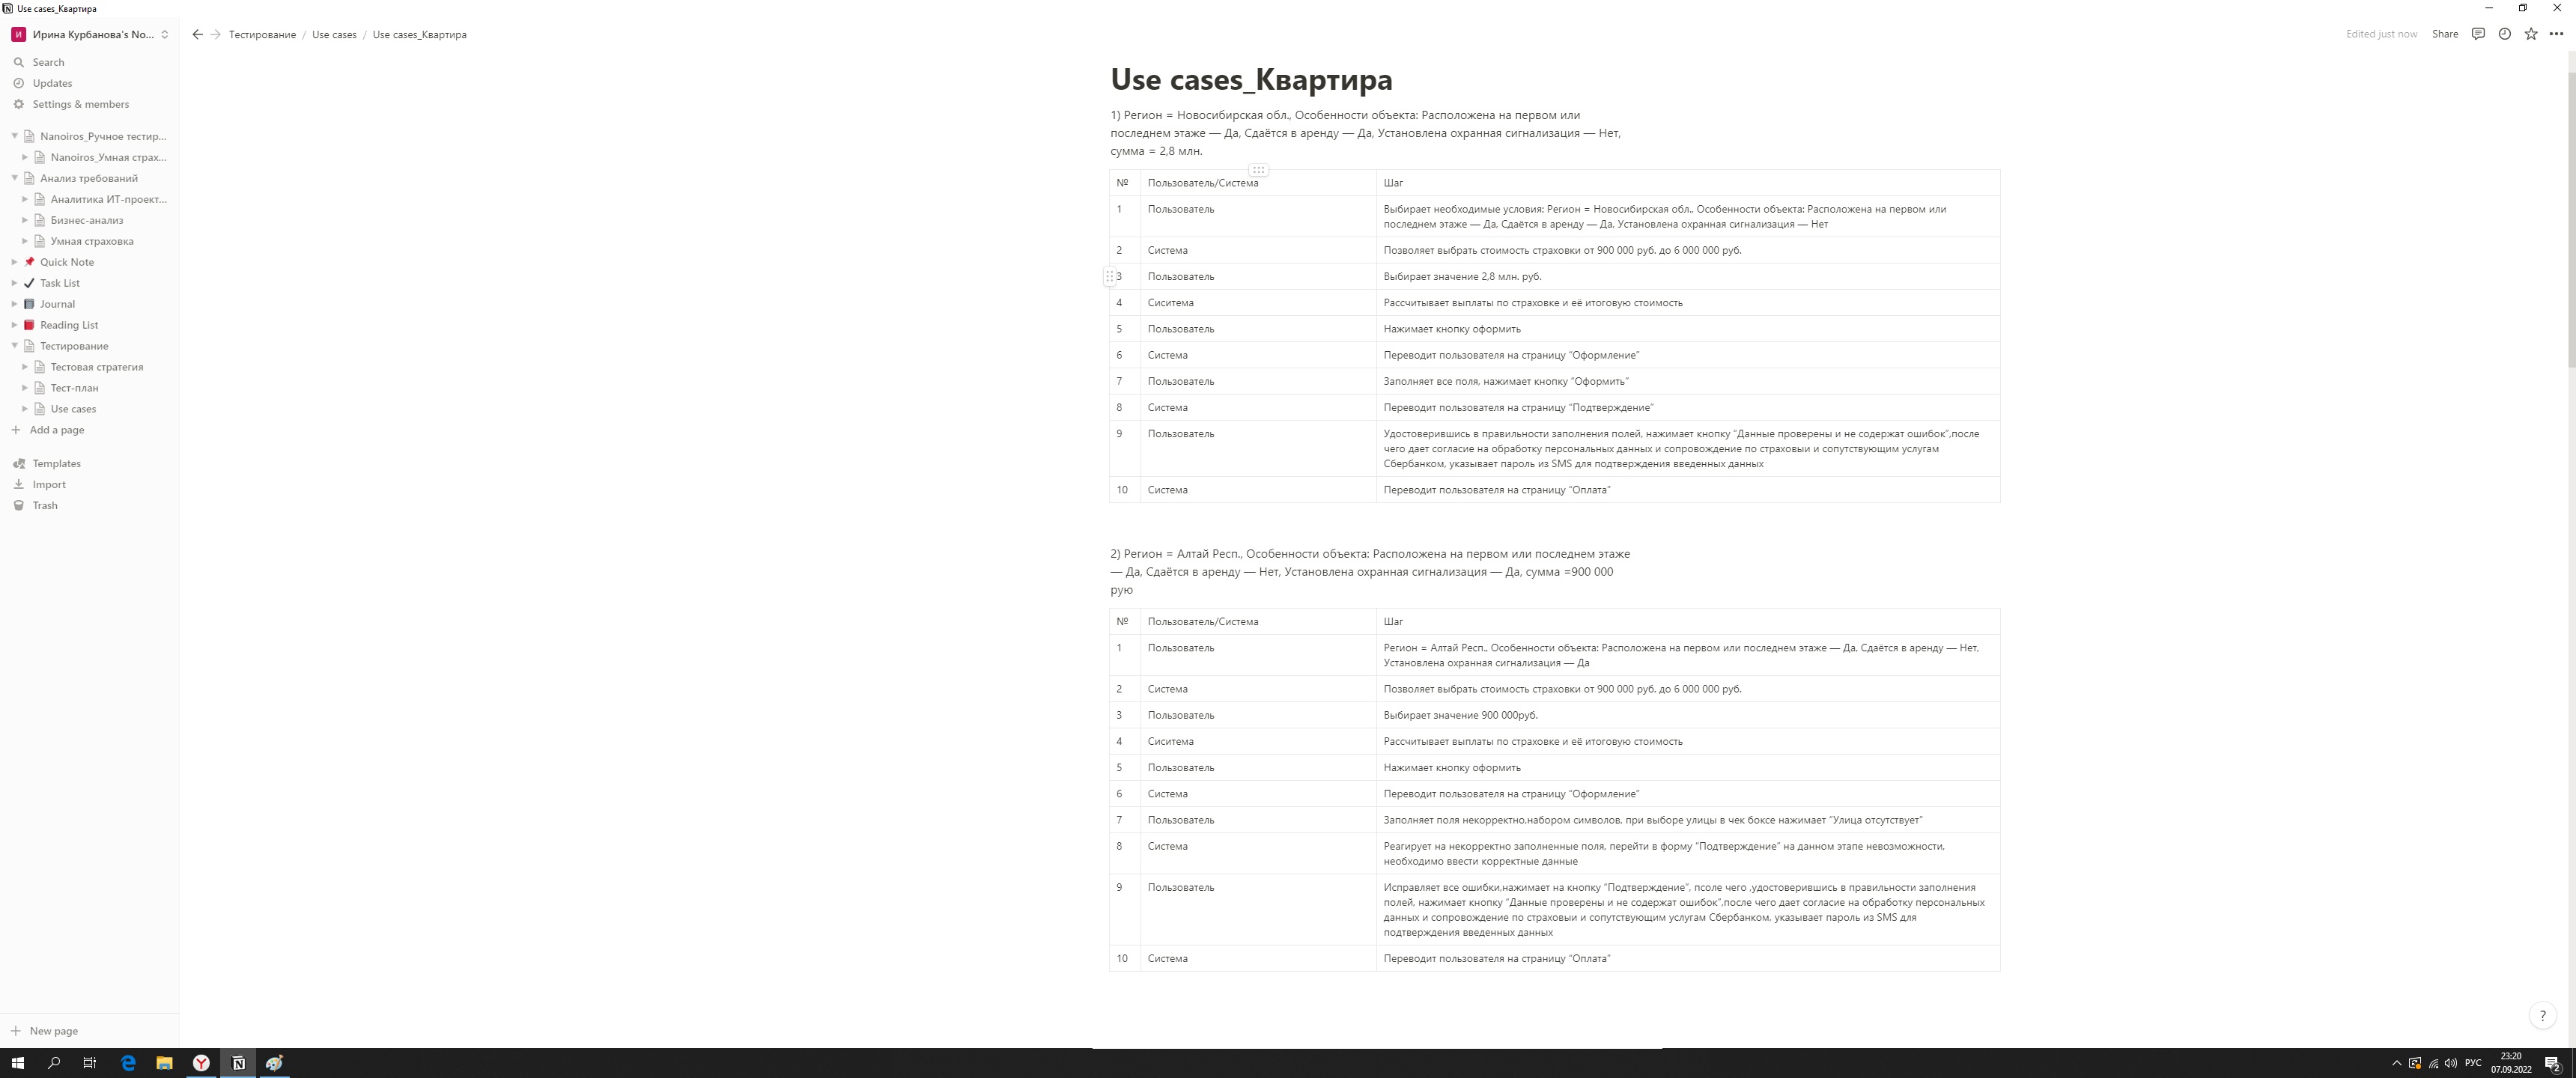 Use cases_Квартира
Ирина Курбанова's No...
Тестирование / Use cases / Use cases_Квартира
Edited just now
Share
Search
Updates
Settings & members
Nanoiros_Ручное тестир...
Nanoiros_Умная страх...
Анализ требований
Аналитика ИТ-проект...
Бизнес-анализ
Умная страховка
Quick Note
Task List
Journal
Reading List
Тестирование
Тестовая стратегия
Тест-план
Use cases
Add a page
Templates
Import
Trash
New page
Use cases_Квартира
1) Регион = Новосибирская обл., Особенности объекта: Расположена на первом или
последнем этаже — Да, Сдаётся в аренду — Да, Установлена охранная сигнализация — Нет,
сумма = 2,8 млн.
№ Пользователь/Система Шаг
1 Пользователь Выбирает необходимые условия: Регион = Новосибирская обл., Особенности объекта: Расположена на первом или
последнем этаже — Да, Сдаётся в аренду — Да, Установлена охранная сигнализация — Нет
2 Система Позволяет выбрать стоимость страховки от 900 000 руб. до 6 000 000 руб.
3 Пользователь Выбирает значение 2,8 млн. руб.
4 Сиситема Рассчитывает выплаты по страховке и её итоговую стоимость
5 Пользователь Нажимает кнопку оформить
6 Система Переводит пользователя на страницу “Оформление”
7 Пользователь Заполняет все поля, нажимает кнопку “Оформить”
8 Система Переводит пользователя на страницу “Подтверждение”
9 Пользователь Удостоверившись в правильности заполнения полей, нажимает кнопку “Данные проверены и не содержат ошибок”,после
чего дает согласие на обработку персональных данных и сопровождение по страховыи и сопутствующим услугам
Сбербанком, указывает пароль из SMS для подтверждения введенных данных
10 Система Переводит пользователя на страницу “Оплата”
2) Регион = Алтай Респ., Особенности объекта: Расположена на первом или последнем этаже
— Да, Сдаётся в аренду — Нет, Установлена охранная сигнализация — Да, сумма =900 000
рую
№ Пользователь/Система Шаг
1 Пользователь Регион = Алтай Респ., Особенности объекта: Расположена на первом или последнем этаже — Да, Сдаётся в аренду — Нет,
Установлена охранная сигнализация — Да
2 Система Позволяет выбрать стоимость страховки от 900 000 руб. до 6 000 000 руб.
3 Пользователь Выбирает значение 900 000руб.
4 Сиситема Рассчитывает выплаты по страховке и её итоговую стоимость
5 Пользователь Нажимает кнопку оформить
6 Система Переводит пользователя на страницу “Оформление”
7 Пользователь Заполняет поля некорректно,набором символов, при выборе улицы в чек боксе нажимает “Улица отсутствует”
8 Система Реагирует на некорректно заполненные поля, перейти в форму “Подтверждение” на данном этапе невозможности,
необходимо ввести корректные данные
9 Пользователь Исправляет все ошибки,нажимает на кнопку “Подтверждение”, псоле чего ,удостоверившись в правильности заполнения
полей, нажимает кнопку “Данные проверены и не содержат ошибок”,после чего дает согласие на обработку персональных
данных и сопровождение по страховыи и сопутствующим услугам Сбербанком, указывает пароль из SMS для
подтверждения введенных данных
10 Система Переводит пользователя на страницу “Оплата”
?
РУС
23:20
07.09.2022
2